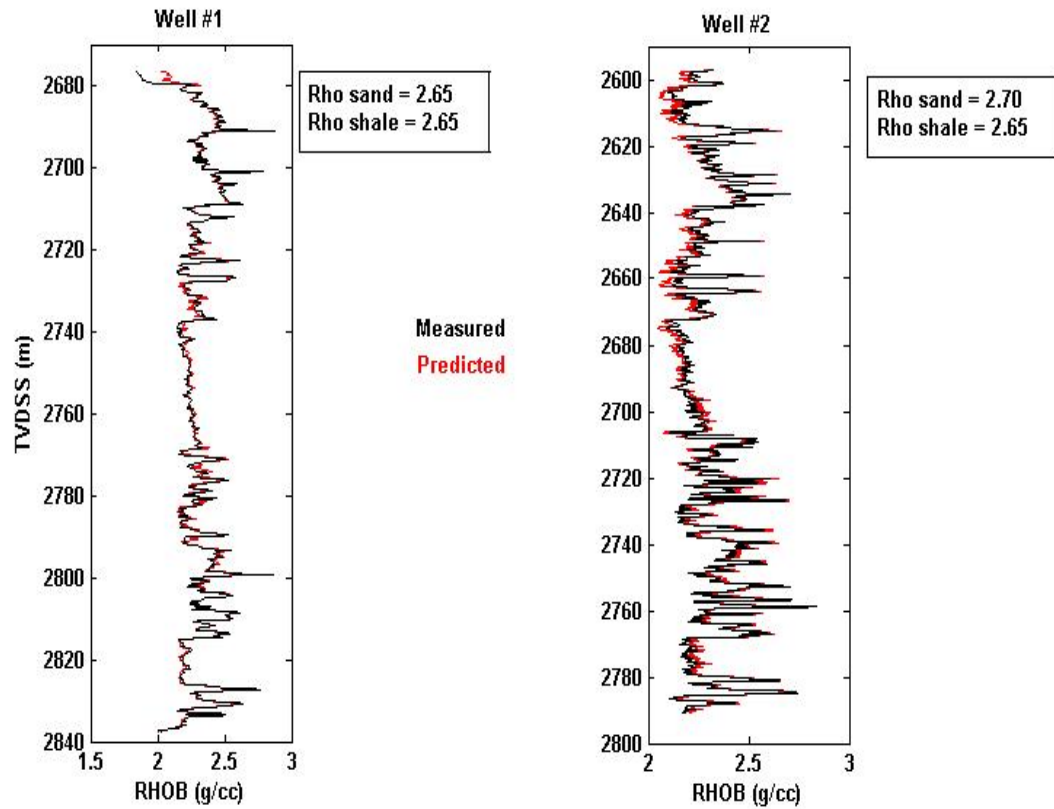 Well #1
Well #2
Rho sand = 2.65
Rho shale = 2.65
Rho sand = 2.70
Rho shale = 2.65
Measured
Predicted
TVDSS (m)
2680
2700
2720
2740
2760
2780
2800
2820
2840
1.5
2
2.5
3
RHOB (g/cc)
2600
2620
2640
2660
2680
2700
2720
2740
2760
2780
2800
2
2.5
3
RHOB (g/cc)